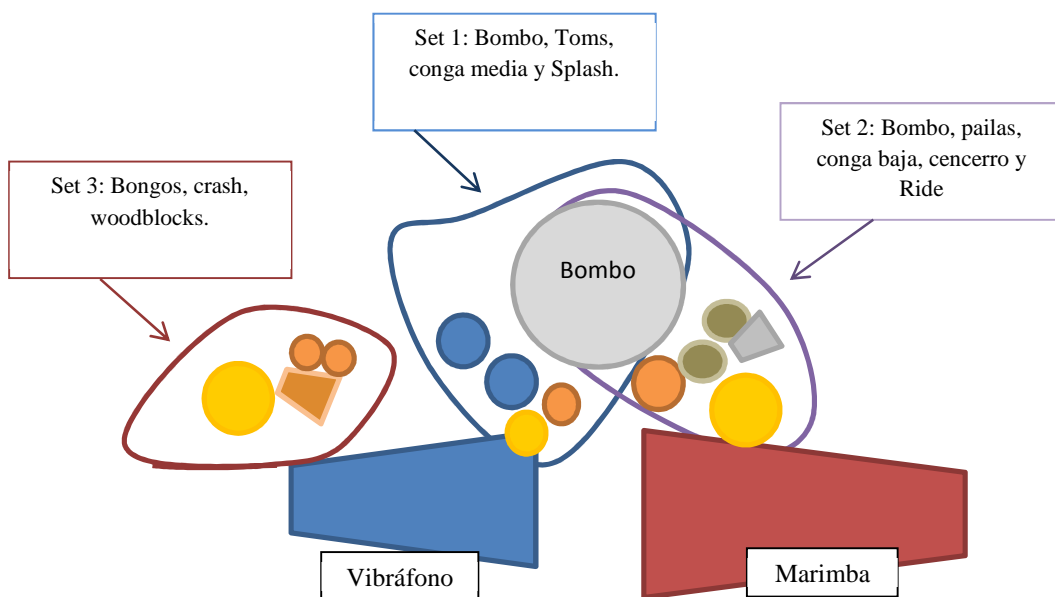 Set 1: Bombo, Toms,
conga media y Splash.
Set 2: Bombo, pailas,
conga baja, cencerro y
Ride
Set 3: Bongos, crash,
woodblocks.
Bombo
Vibráfono
Marimba